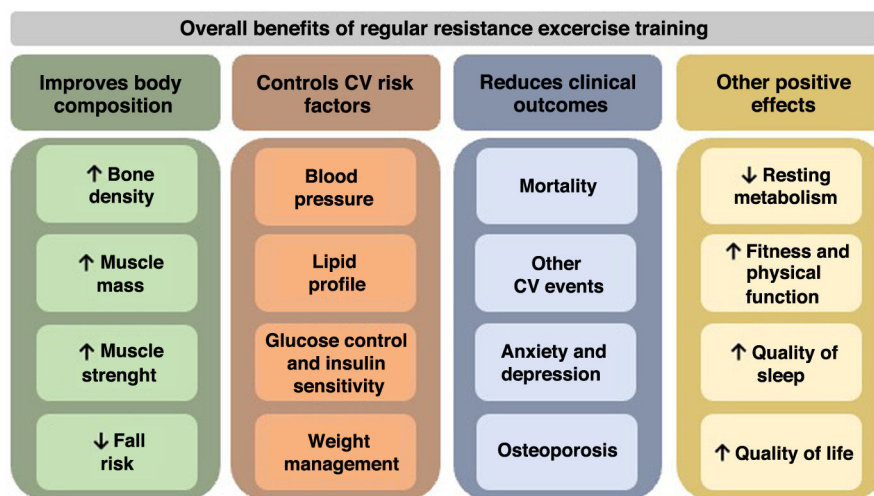 Overall benefits of regular resistance excercise training
Improves body
composition
↑ Bone
density
↑ Muscle
mass
↑ Muscle
strenght
↓ Fall
risk
Controls CV risk
factors
Blood
pressure
Lipid
profile
Glucose control
and insulin
sensitivity
Weight
management
Reduces clinical
outcomes
Mortality
Other
CV events
Anxiety and
depression
Osteoporosis
Other positive
effects
↓ Resting
metabolism
↑ Fitness and
physical
function
↑ Quality of
sleep
↑ Quality of life